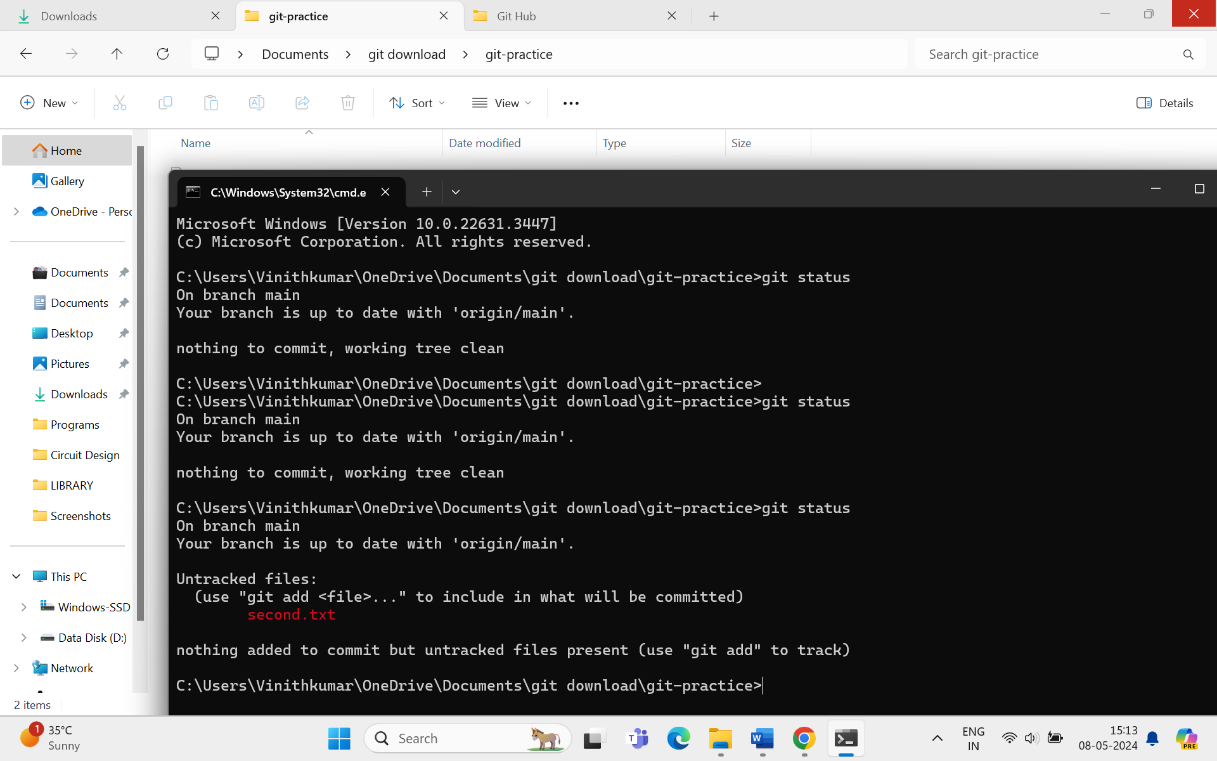 Downloads
git-practice
Git Hub
Documents
git download
git-practice
Search git-practice
New
Sort
View
Details
Name
Date modified
Type
Size
Home
Gallery
OneDrive - Perso
Documents
Documents
Desktop
Pictures
Downloads
Programs
Circuit Design
LIBRARY
Screenshots
This PC
Windows-SSD
Data Disk (D:)
Network
2 items
C:\Windows\System32\cmd.e
Microsoft Windows [Version 10.0.22631.3447]
(c) Microsoft Corporation. All rights reserved.
C:\Users\Vinithkumar\OneDrive\Documents\git download\git-practice>git status
On branch main
Your branch is up to date with 'origin/main'.
nothing to commit, working tree clean
C:\Users\Vinithkumar\OneDrive\Documents\git download\git-practice>
C:\Users\Vinithkumar\OneDrive\Documents\git download\git-practice>git status
On branch main
Your branch is up to date with 'origin/main'.
nothing to commit, working tree clean
C:\Users\Vinithkumar\OneDrive\Documents\git download\git-practice>git status
On branch main
Your branch is up to date with 'origin/main'.
Untracked files:
(use "git add <file>..." to include in what will be committed)
second.txt
nothing added to commit but untracked files present (use "git add" to track)
C:\Users\Vinithkumar\OneDrive\Documents\git download\git-practice>
1
35°C
Sunny
Search
ENG
IN
15:13
08-05-2024
PRE